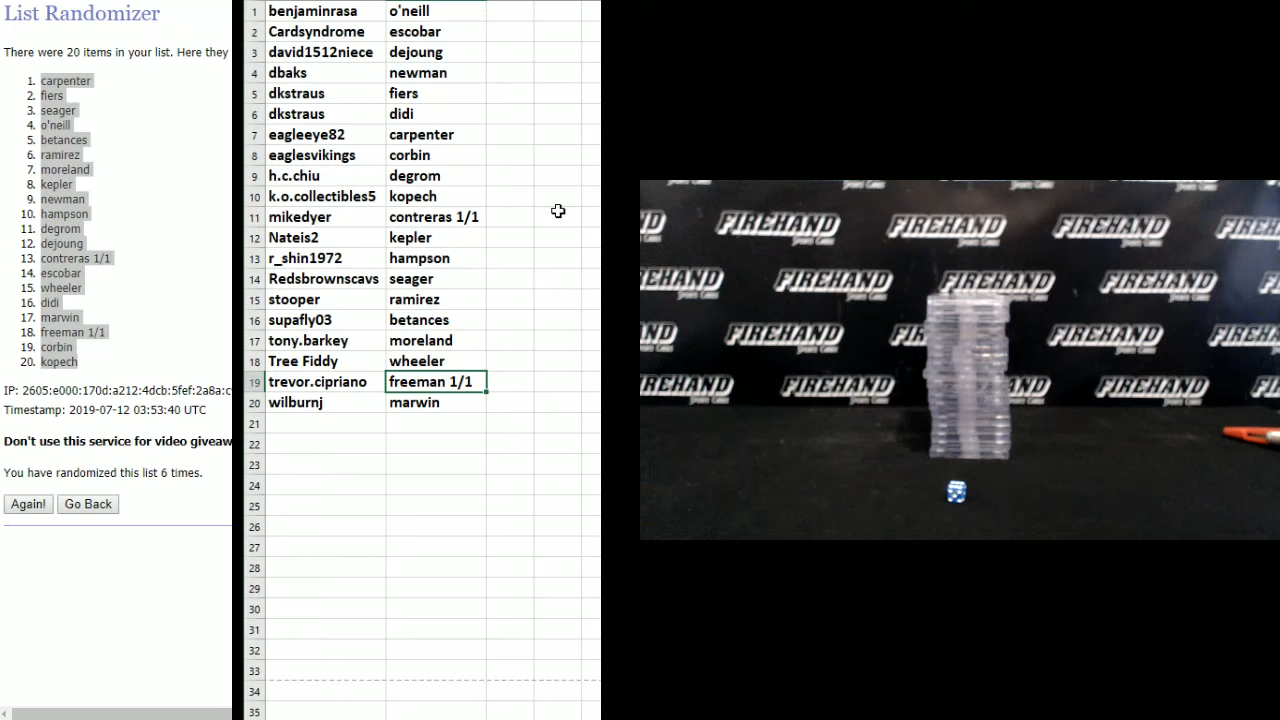 List Randomizer
There were 20 items in your list. Here they
1. carpenter
2. fiers
3. seager
4. o'neill
5. betances
6. ramirez
7. moreland
8. kepler
9. newman
10. hampson
11. degrom
12. dejoung
13. contreras 1/1
14. escobar
15. wheeler
16. didi
17. marwin
18. freeman 1/1
19. corbin
20. kopech
IP: 2605:e000:170d:a212:4dcb:5fef:2a8a:c
Timestamp: 2019-07-12 03:53:40 UTC
Don't use this service for video giveaw
You have randomized this list 6 times.
Again! Go Back
1 benjaminrasa o'neill
2 Cardsyndrome escobar
3 david1512niece dejoung
4 dbaks newman
5 dkstraus fiers
6 dkstraus didi
7 eagleeye82 carpenter
8 eaglesvikings corbin
9 h.c.chiu degrom
10 k.o.collectibles5 kopech
11 mikedyer contreras 1/1
12 Nateis2 kepler
13 r_shin1972 hampson
14 Redsbrownscavs seager
15 stooper ramirez
16 supafly03 betances
17 tony.barkey moreland
18 Tree Fiddy wheeler
19 trevor.cipriano freeman 1/1
20 wilburnj marwin
21
22
23
24
25
26
27
28
29
30
31
32
33
34
35
FIREHAND FIREHAND
FIREHAND FIREHAND
FIREHAND FIREHAND
FIREHAND FIREHAND